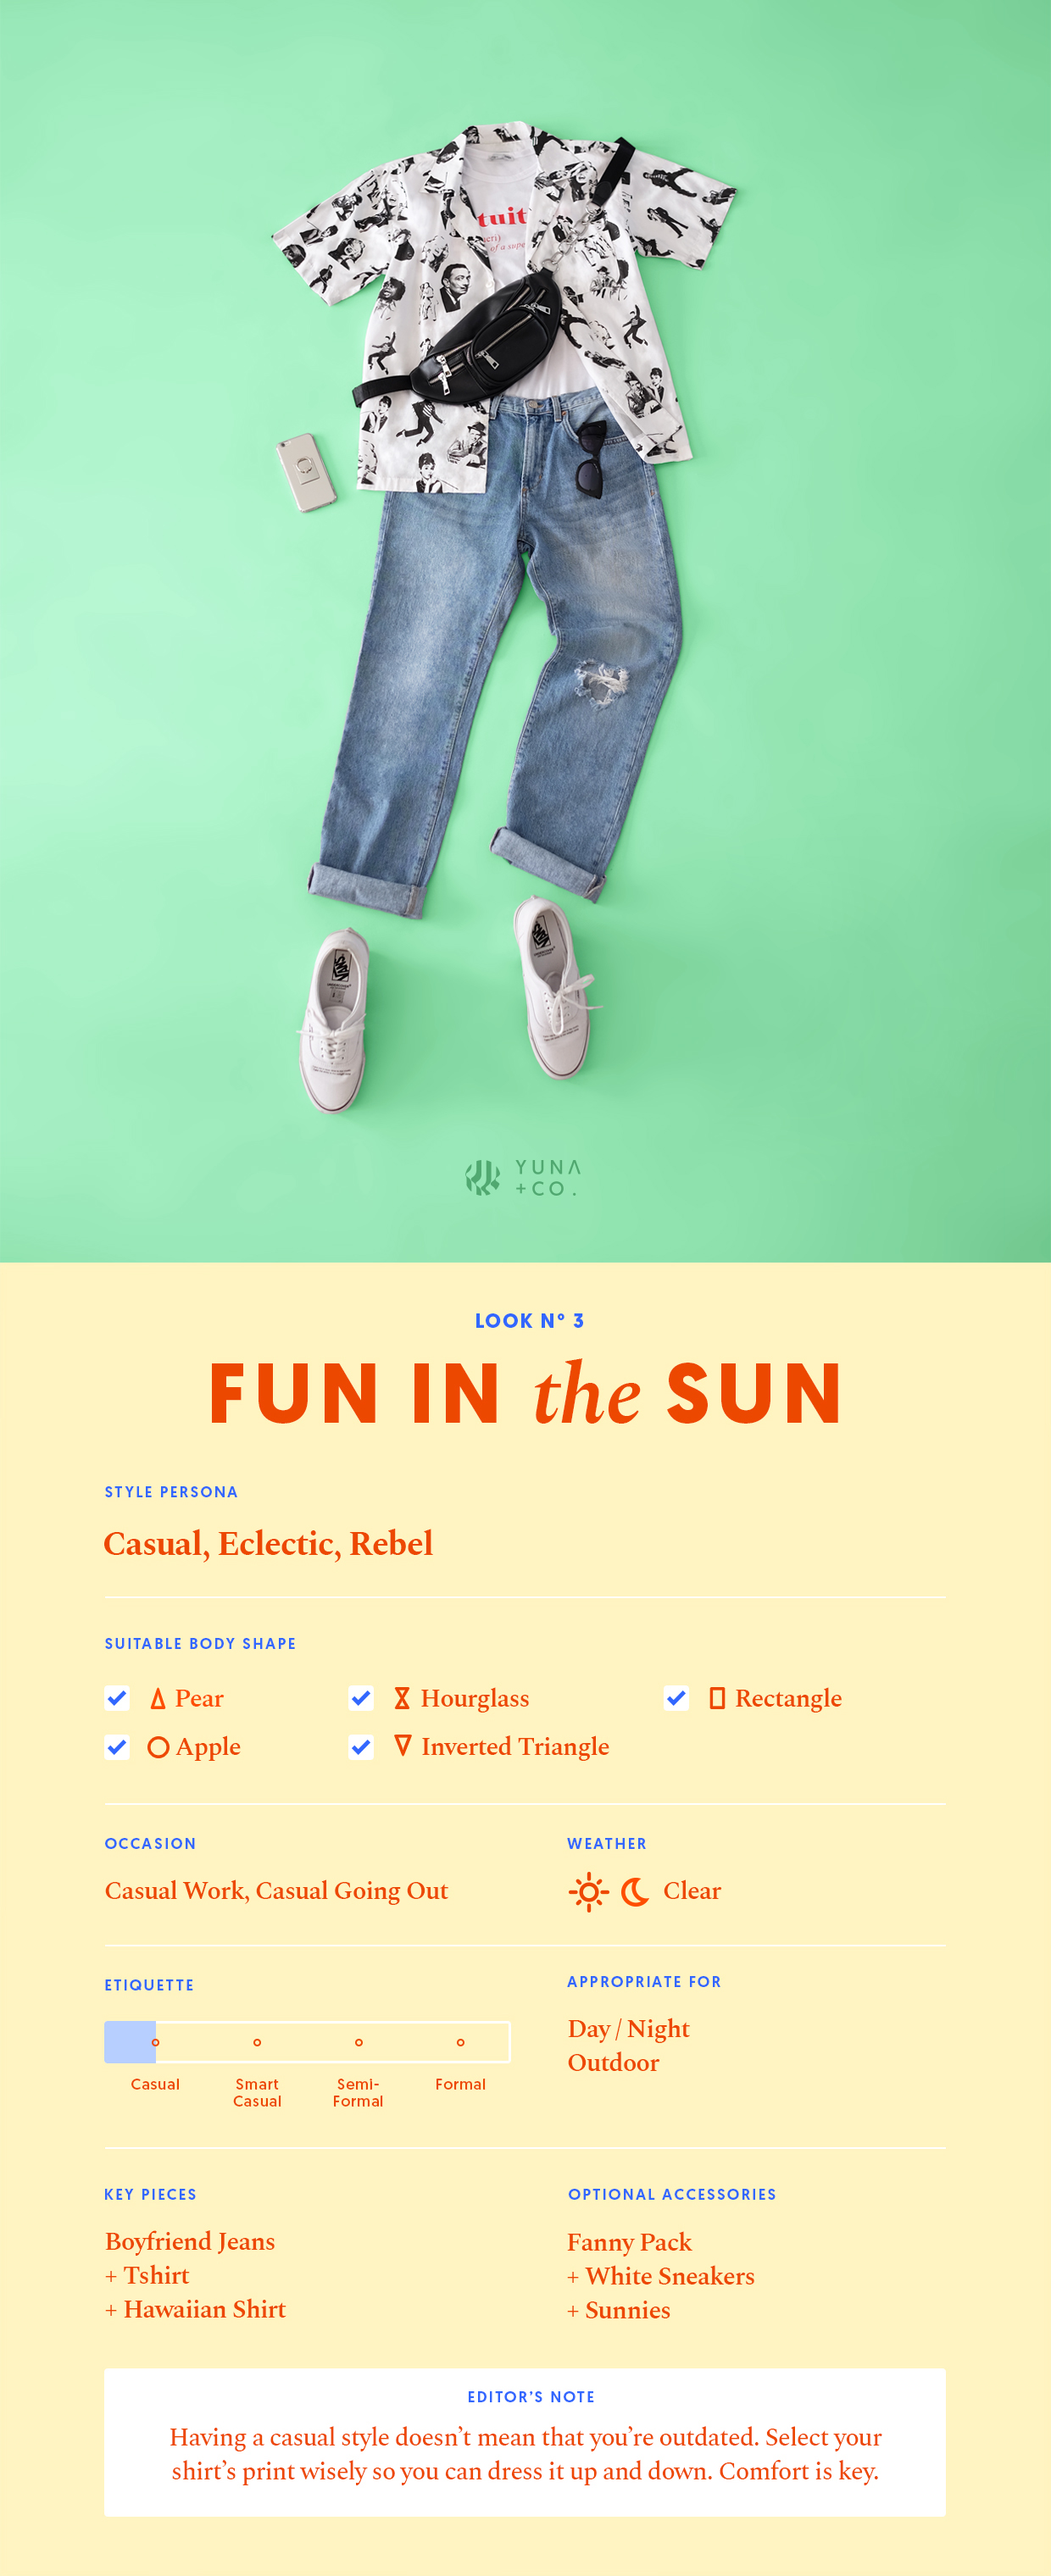 tuit
of a supe
YUNA
+CO.
LOOK Nº 3
FUN IN the SUN
STYLE PERSONA
Casual, Eclectic, Rebel
SUITABLE BODY SHAPE
Pear Hourglass Rectangle
Apple Inverted Triangle
OCCASION
Casual Work, Casual Going Out
WEATHER
Clear
ETIQUETTE
Casual
Smart
Casual
Semi-
Formal
Formal
APPROPRIATE FOR
Day / Night
Outdoor
KEY PIECES
Boyfriend Jeans
+ Tshirt
+ Hawaiian Shirt
OPTIONAL ACCESSORIES
Fanny Pack
+ White Sneakers
+ Sunnies
EDITOR’S NOTE
Having a casual style doesn’t mean that you’re outdated. Select your
shirt’s print wisely so you can dress it up and down. Comfort is key.